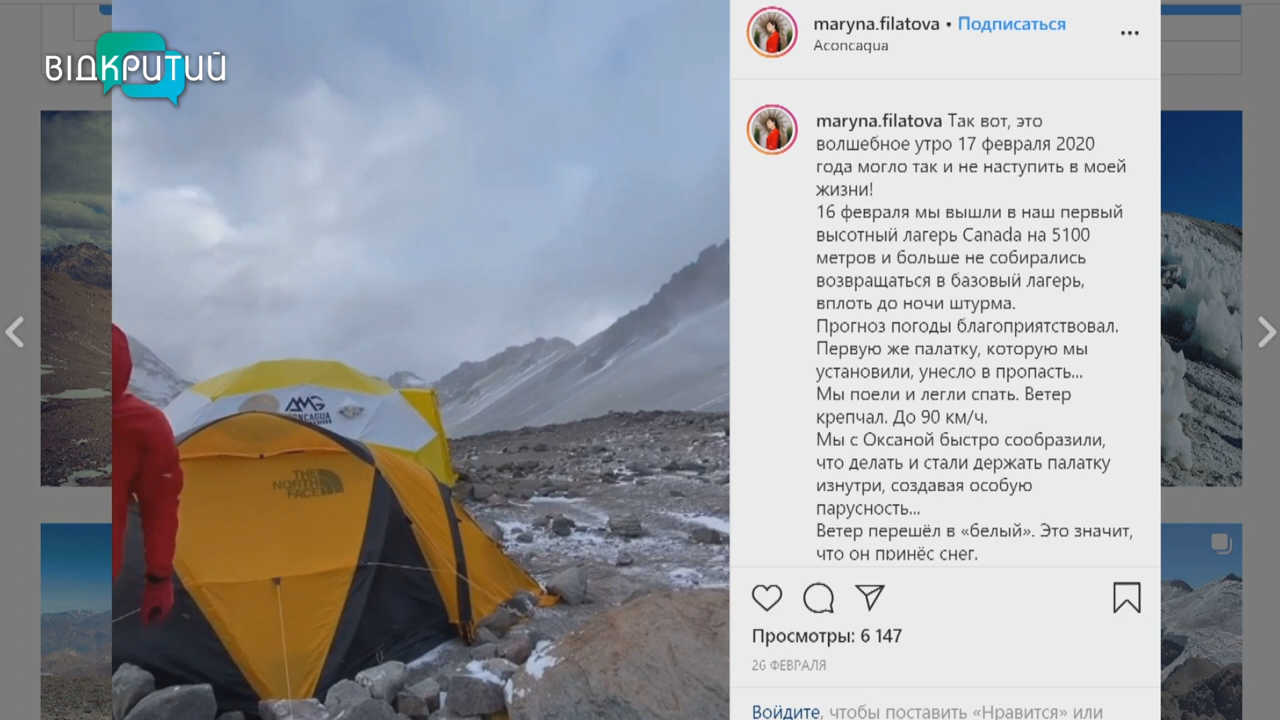 ВІДКРИТИЙ
maryna.filatova • Подписаться
Aconcagua
maryna.filatova Так вот, это
волшебное утро 17 февраля 2020
года могло так и не наступить в моей
жизни!
16 февраля мы вышли в наш первый
высотный лагерь Canada на 5100
метров и больше не собирались
возвращаться в базовый лагерь,
вплоть до ночи штурма.
Прогноз погоды благоприятствовал.
Первую же палатку, которую мы
установили, унесло в пропасть...
Мы поели и легли спать. Ветер
крепчал. До 90 км/ч.
Мы с Оксаной быстро сообразили,
что делать и стали держать палатку
изнутри, создавая особую
парусность...
Ветер перешёл в «белый». Это значит,
что он принёс снег.
Просмотры: 6 147
26 ФЕВРАЛЯ
Войдите, чтобы поставить «Нравится» или
AMG
THE
NORTH
FACE